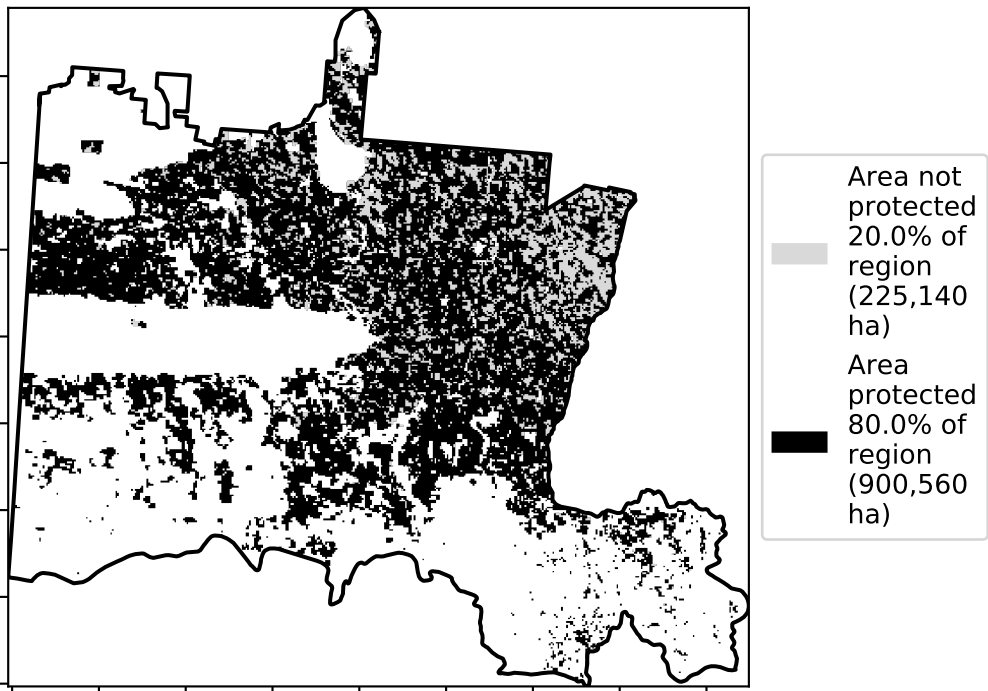 Area not
protected
20.0% of
region
(225,140
ha)
Area
protected
80.0% of
region
(900,560
ha)